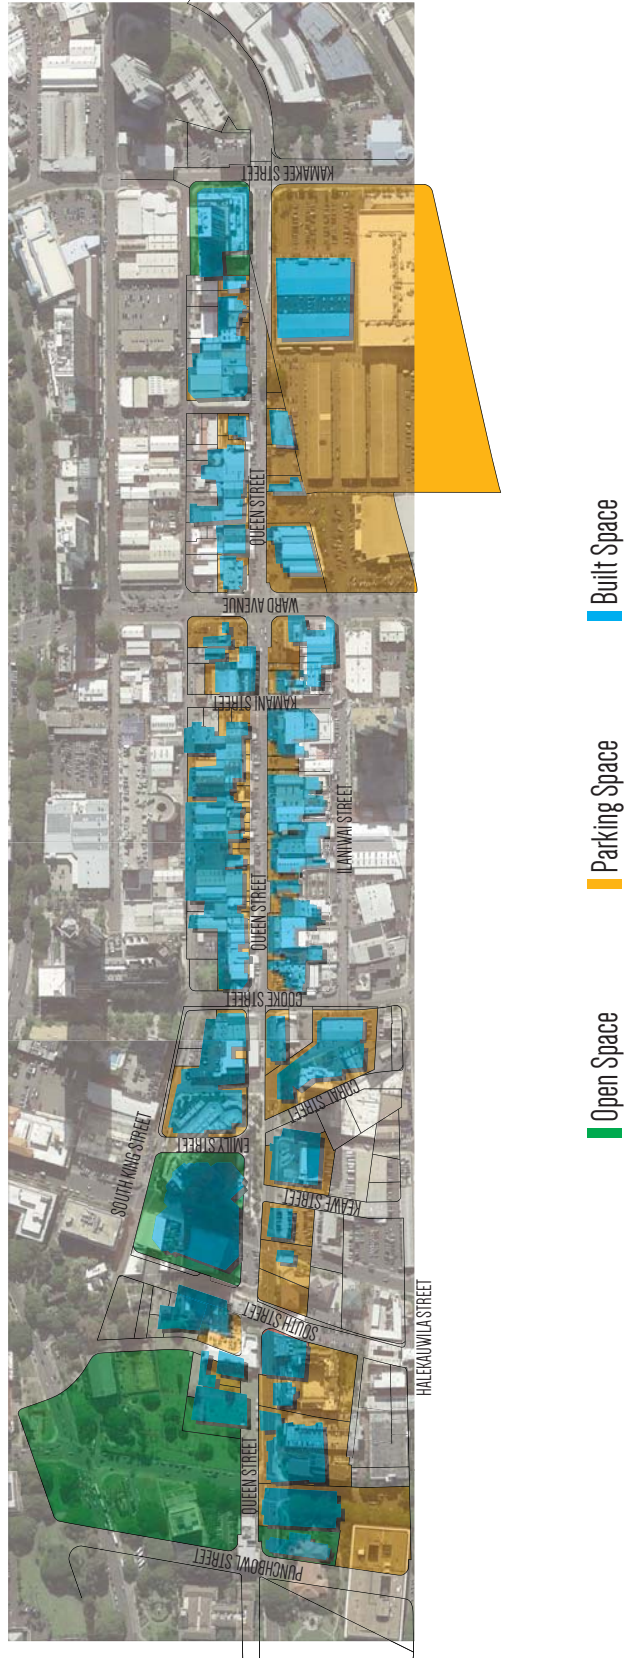 KAMAKEE STREET
QUEEN STREET
WARD AVENUE
KAMANI STREET
ILANIWAI STREET
QUEEN STREET
COOKE STREET
CORAL STREET
EMILY STREET
SOUTH KING STREET
KEAWE STREET
SOUTH STREET
HALEKAUWILA STREET
QUEEN STREET
PUNCHBOWL STREET
Open Space
Parking Space
Built Space